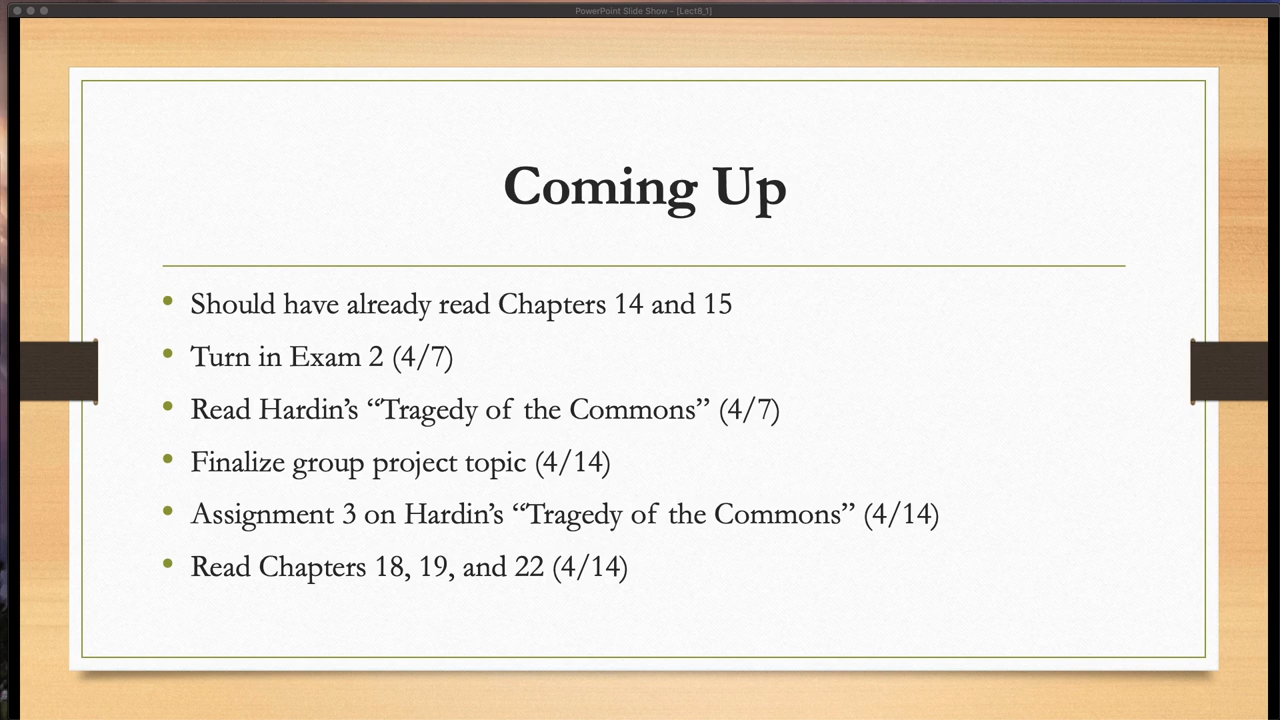 PowerPoint Slide Show - [Lect8_1]
Coming Up
• Should have already read Chapters 14 and 15
• Turn in Exam 2 (4/7)
• Read Hardin’s “Tragedy of the Commons” (4/7)
• Finalize group project topic (4/14)
• Assignment 3 on Hardin’s “Tragedy of the Commons” (4/14)
• Read Chapters 18, 19, and 22 (4/14)